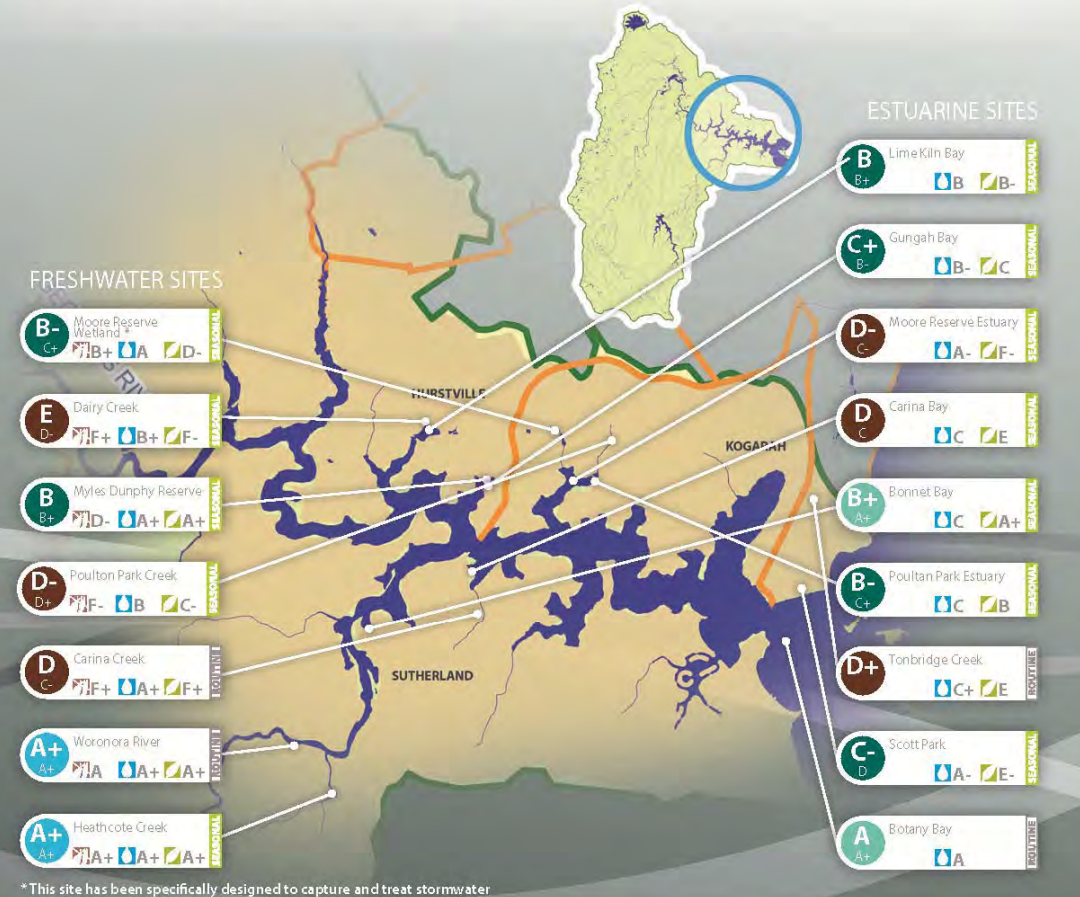 ESTUARINE SITES
B
B+
Lime Kiln Bay
B B-
SEASONAL
C+
B-
Gungah Bay
B- C
SEASONAL
D-
C-
Moore Reserve Estuary
A- F-
SEASONAL
D
C
Carina Bay
C E
SEASONAL
B+
A+
Bonnet Bay
C A+
SEASONAL
B-
C+
Poultan Park Estuary
C B
SEASONAL
D+
Tonbridge Creek
C+ E
ROUTINE
C-
D
Scott Park
A- E-
SEASONAL
A
A+
Botany Bay
A
ROUTINE
FRESHWATER SITES
B-
C+
Moore Reserve
Wetland *
B+ A D-
SEASONAL
E
D-
Dairy Creek
F+ B+ F-
SEASONAL
B
B+
Myles Dunphy Reserve
D- A+ A+
SEASONAL
D-
D+
Poulton Park Creek
F- B C-
SEASONAL
D
C-
Carina Creek
F+ A+ F+
ROUTINE
A+
A+
Woronora River
A A+ A+
ROUTINE
A+
A+
Heathcote Creek
A+ A+ A+
SEASONAL
HURSTVILLE
KOGARAH
SUTHERLAND
*This site has been specifically designed to capture and treat stormwater